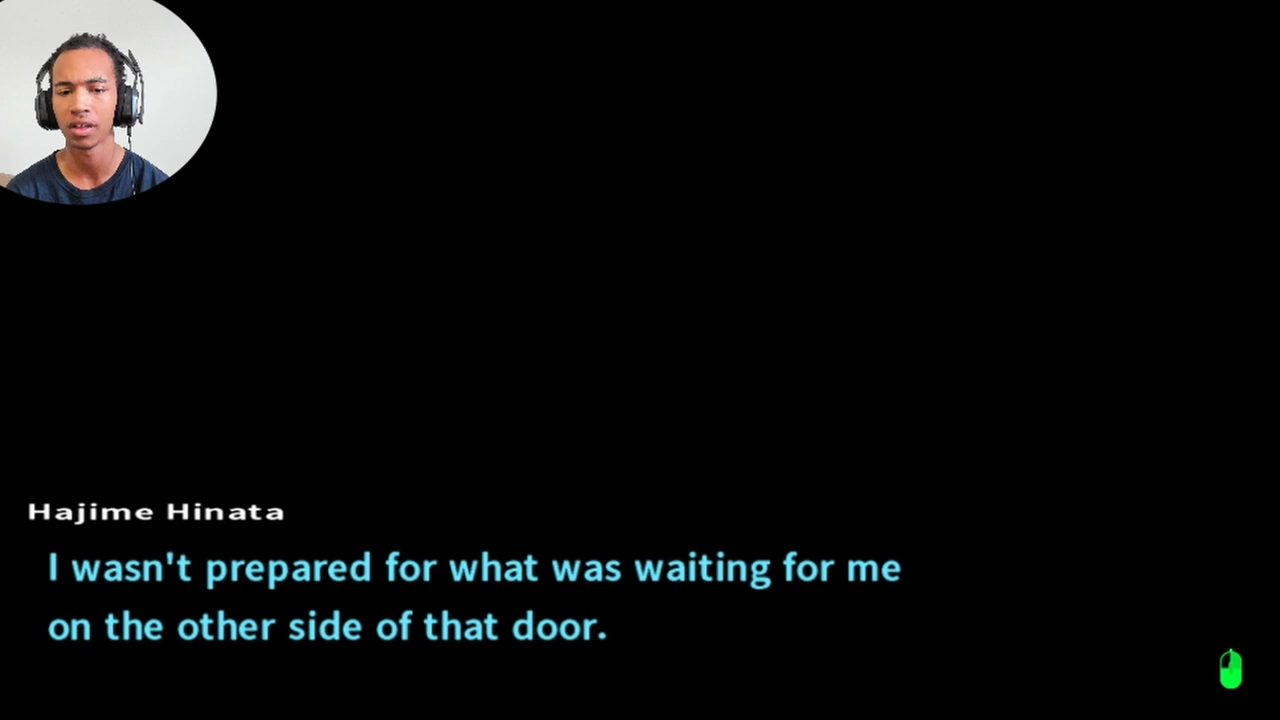 Hajime Hinata
I wasn't prepared for what was waiting for me
on the other side of that door.